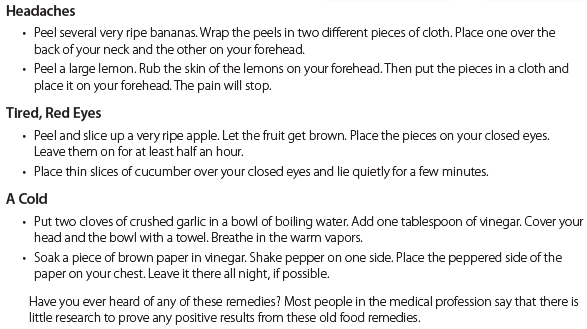 Headaches
• Peel several very ripe bananas. Wrap the peels in two different pieces of cloth. Place one over the
back of your neck and the other on your forehead.
• Peel a large lemon. Rub the skin of the lemons on your forehead. Then put the pieces in a cloth and
place it on your forehead. The pain will stop.
Tired, Red Eyes
• Peel and slice up a very ripe apple. Let the fruit get brown. Place the pieces on your closed eyes.
Leave them on for at least half an hour.
• Place thin slices of cucumber over your closed eyes and lie quietly for a few minutes.
A Cold
• Put two cloves of crushed garlic in a bowl of boiling water. Add one tablespoon of vinegar. Cover your
head and the bowl with a towel. Breathe in the warm vapors.
• Soak a piece of brown paper in vinegar. Shake pepper on one side. Place the peppered side of the
paper on your chest. Leave it there all night, if possible.
Have you ever heard of any of these remedies? Most people in the medical profession say that there is
little research to prove any positive results from these old food remedies.